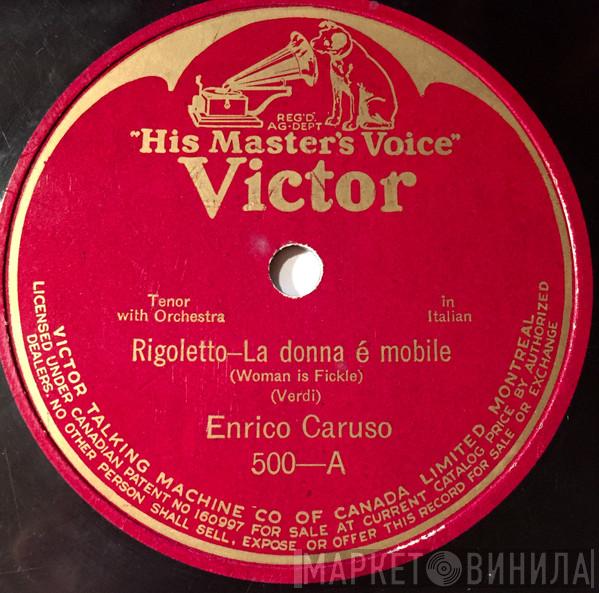 REG'D.
AG·DEPT
"His Master's Voice"
Victor
Tenor
with Orchestra
in
Italian
Rigoletto—La donna é mobile
(Woman is Fickle)
(Verdi)
Enrico Caruso
500—A
VICTOR TALKING MACHINE CO OF CANADA LIMITED, MONTREAL
LICENSED UNDER CANADIAN PATENT NO 160997 FOR SALE AT CURRENT CATALOG PRICE BY AUTHORIZED
DEALERS. NO OTHER PERSON SHALL SELL, EXPOSE OR OFFER THIS RECORD FOR SALE OR EXCHANGE
МАРКЕТ ВИНИЛА